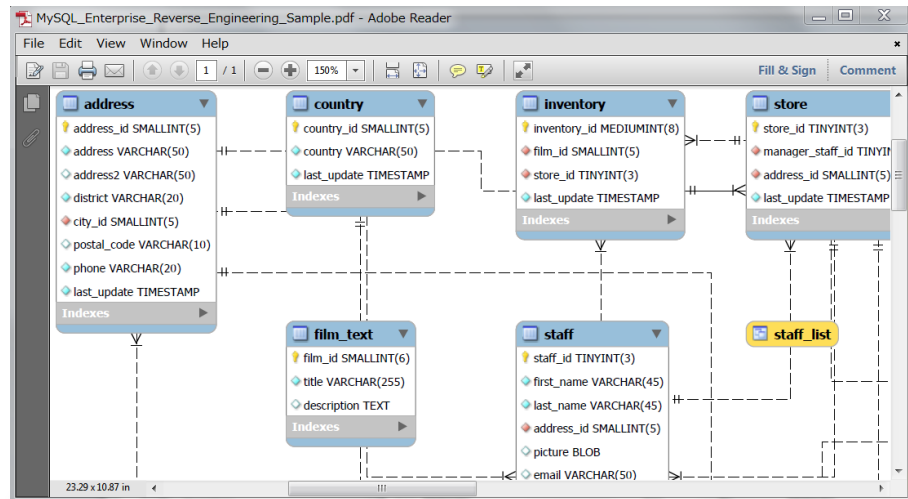 MySQL_Enterprise_Reverse_Engineering_Sample.pdf - Adobe Reader
File Edit View Window Help
1 / 1 150% Fill & Sign Comment
address
address_id SMALLINT(5)
address VARCHAR(50)
address2 VARCHAR(50)
district VARCHAR(20)
city_id SMALLINT(5)
postal_code VARCHAR(10)
phone VARCHAR(20)
last_update TIMESTAMP
Indexes
country
country_id SMALLINT(5)
country VARCHAR(50)
last_update TIMESTAMP
Indexes
inventory
inventory_id MEDIUMINT(8)
film_id SMALLINT(5)
store_id TINYINT(3)
last_update TIMESTAMP
Indexes
store
store_id TINYINT(3)
manager_staff_id TINYIN
address_id SMALLINT(5)
last_update TIMESTAMP
Indexes
film_text
film_id SMALLINT(6)
title VARCHAR(255)
description TEXT
Indexes
staff
staff_id TINYINT(3)
first_name VARCHAR(45)
last_name VARCHAR(45)
address_id SMALLINT(5)
picture BLOB
email VARCHAR(50)
staff_list
23.29 x 10.87 in